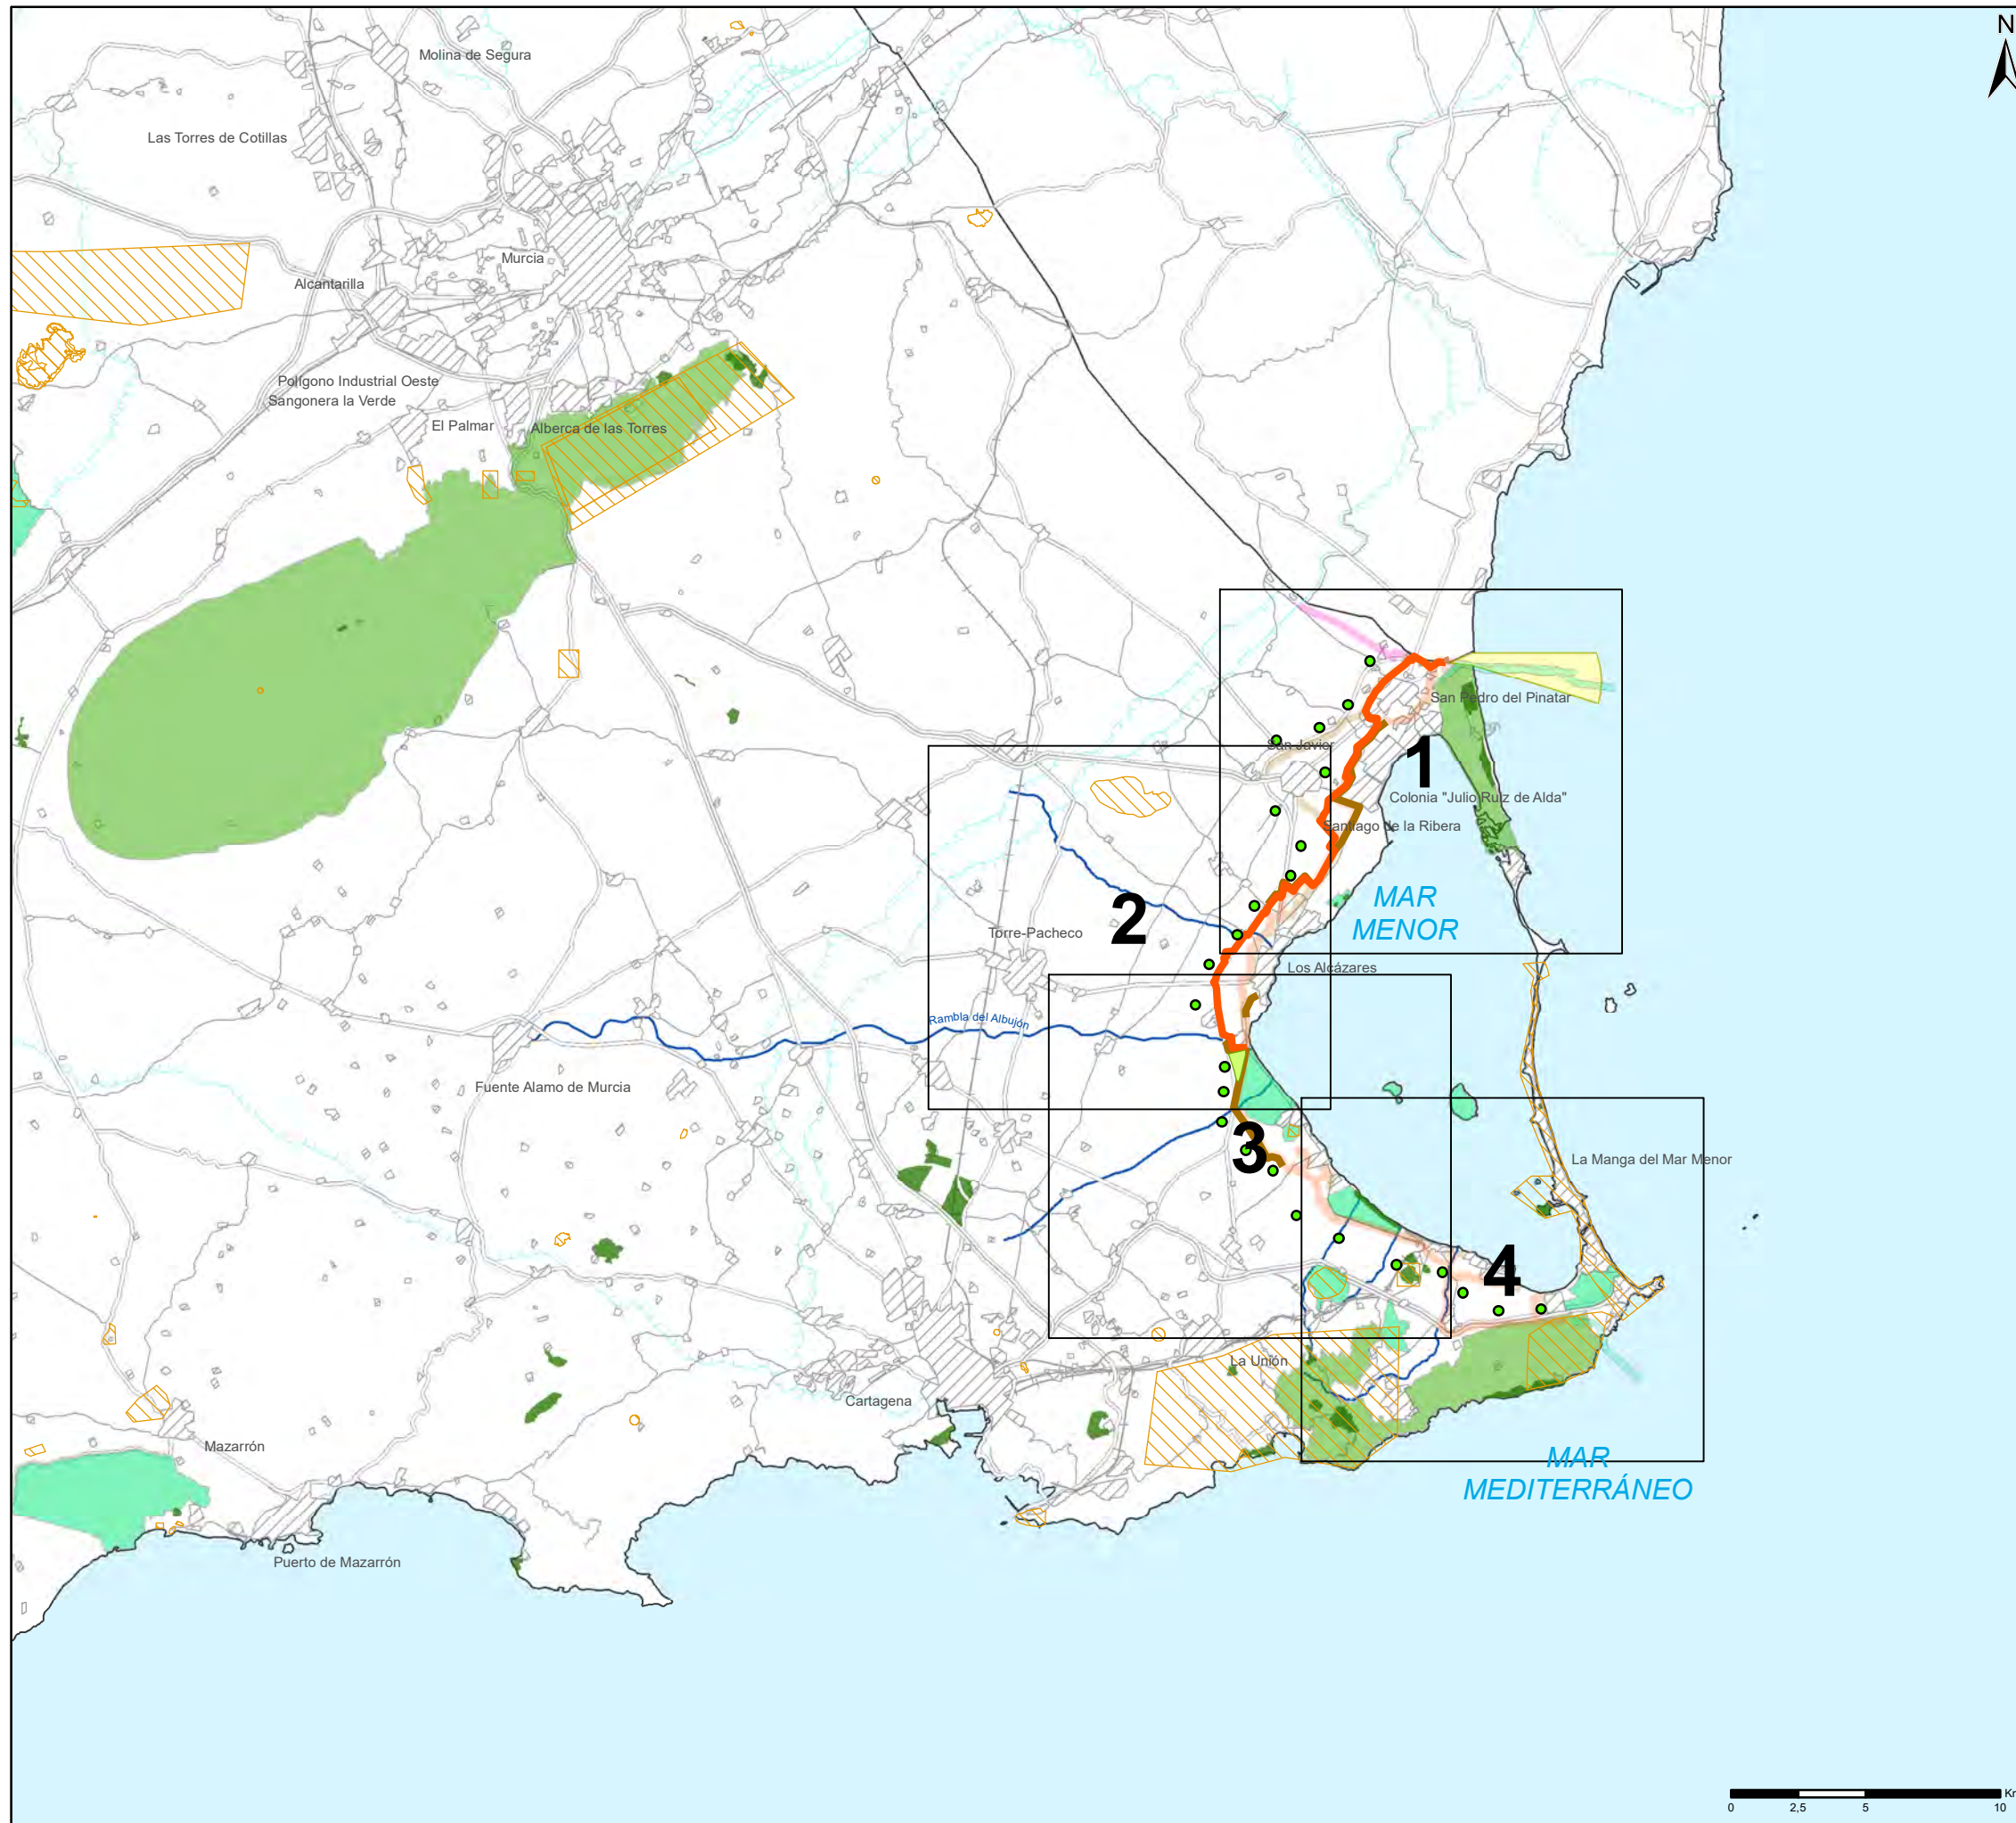 N
Molina de Segura
Las Torres de Cotillas
Murcia
Alcantarilla
Polígono Industrial Oeste
Sangonera la Verde
El Palmar
Alberca de las Torres
San Pedro del Pinatar
San Javier
1
Colonia "Julio Ruiz de Alda"
Santiago de la Ribera
MAR
MENOR
2
Torre-Pacheco
Los Alcázares
Rambla del Albujón
Fuente Alamo de Murcia
3
La Manga del Mar Menor
4
La Unión
Cartagena
Mazarrón
MAR
MEDITERRÁNEO
Puerto de Mazarrón
0 2,5 5 10